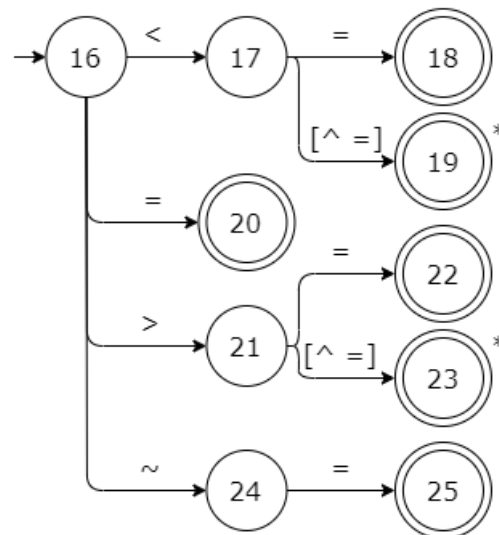 16 < 17 = 18
[^ =] 19 *
= 20
= 22
> 21
[^ =] 23 *
~ 24 = 25